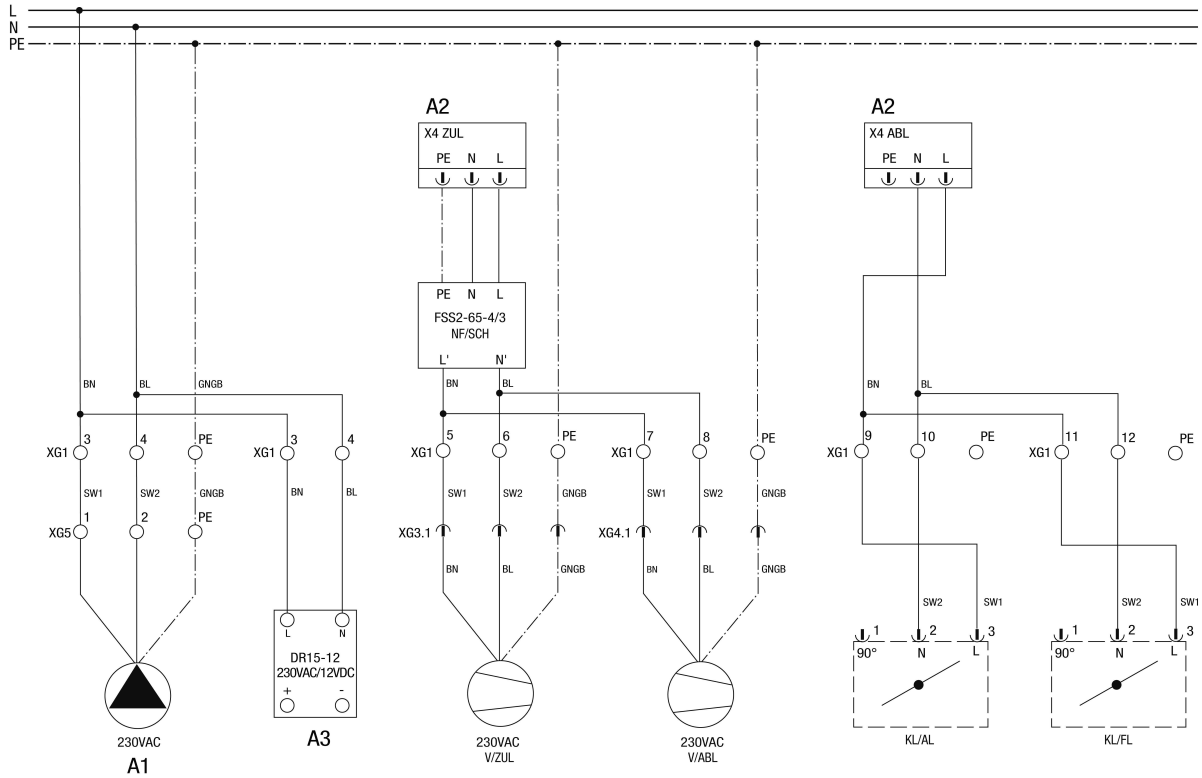 L
N
PE
A2
A2
X4 ZUL
X4 ABL
PE N L
PE N L
PE N L
FSS2-65-4/3
NF/SCH
L' N'
BN BL GNGB BN BL BN BL
3 4 PE 3 4 5 6 PE 7 8 PE 9 10 PE 11 12 PE
XG1 XG1 XG1 XG1 XG1 XG1
SW1 SW2 GNGB BN BL SW1 SW2 GNGB SW1 SW2 GNGB
1 2 PE
XG5 XG3.1 XG4.1
BN BL GNGB BN BL GNGB
SW2 SW1 SW2 SW1
1 2 3 1 2 3
L N
90° N L 90° N L
DR15-12
230VAC/12VDC
+ -
230VAC
A1
A3
230VAC
V/ZUL
230VAC
V/ABL
KL/AL
KL/FL